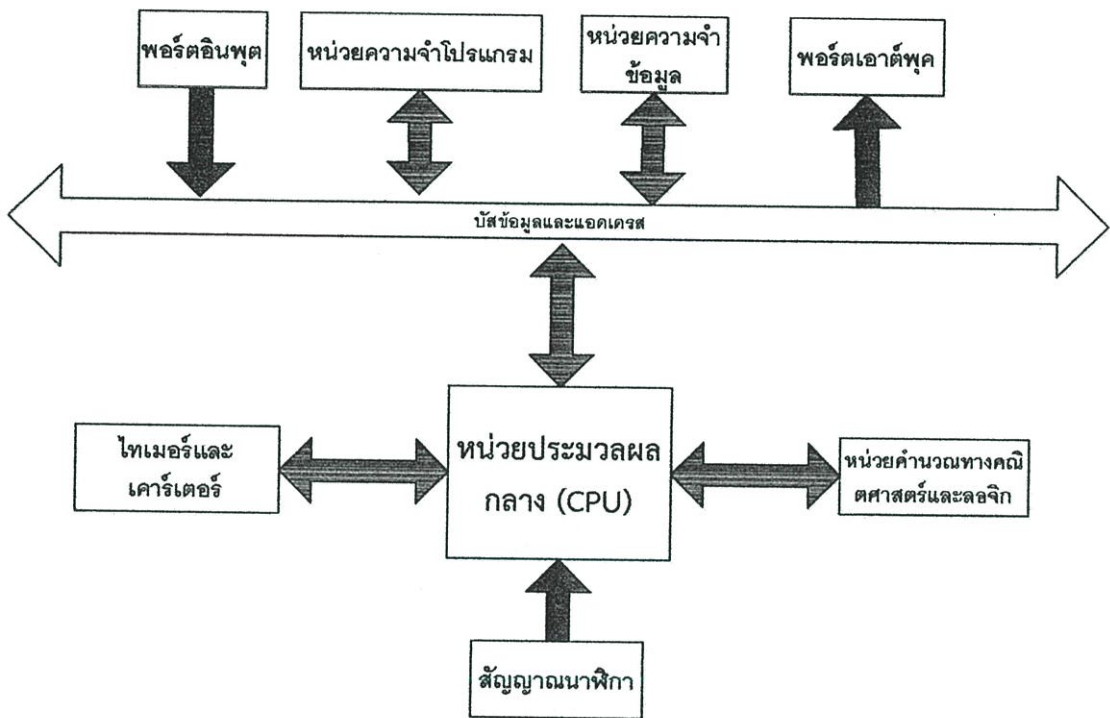 พอร์ตอินพุต
หน่วยความจำโปรแกรม
หน่วยความจำ
ข้อมูล
พอร์ตเอาต์พุค
บัสข้อมูลและแอดเดรส
หน่วยประมวลผล
กลาง (CPU)
ไทเมอร์และ
เคาร์เตอร์
หน่วยคำนวณทางคณิ
ตศาสตร์และลอจิก
สัญญาณนาฬิกา